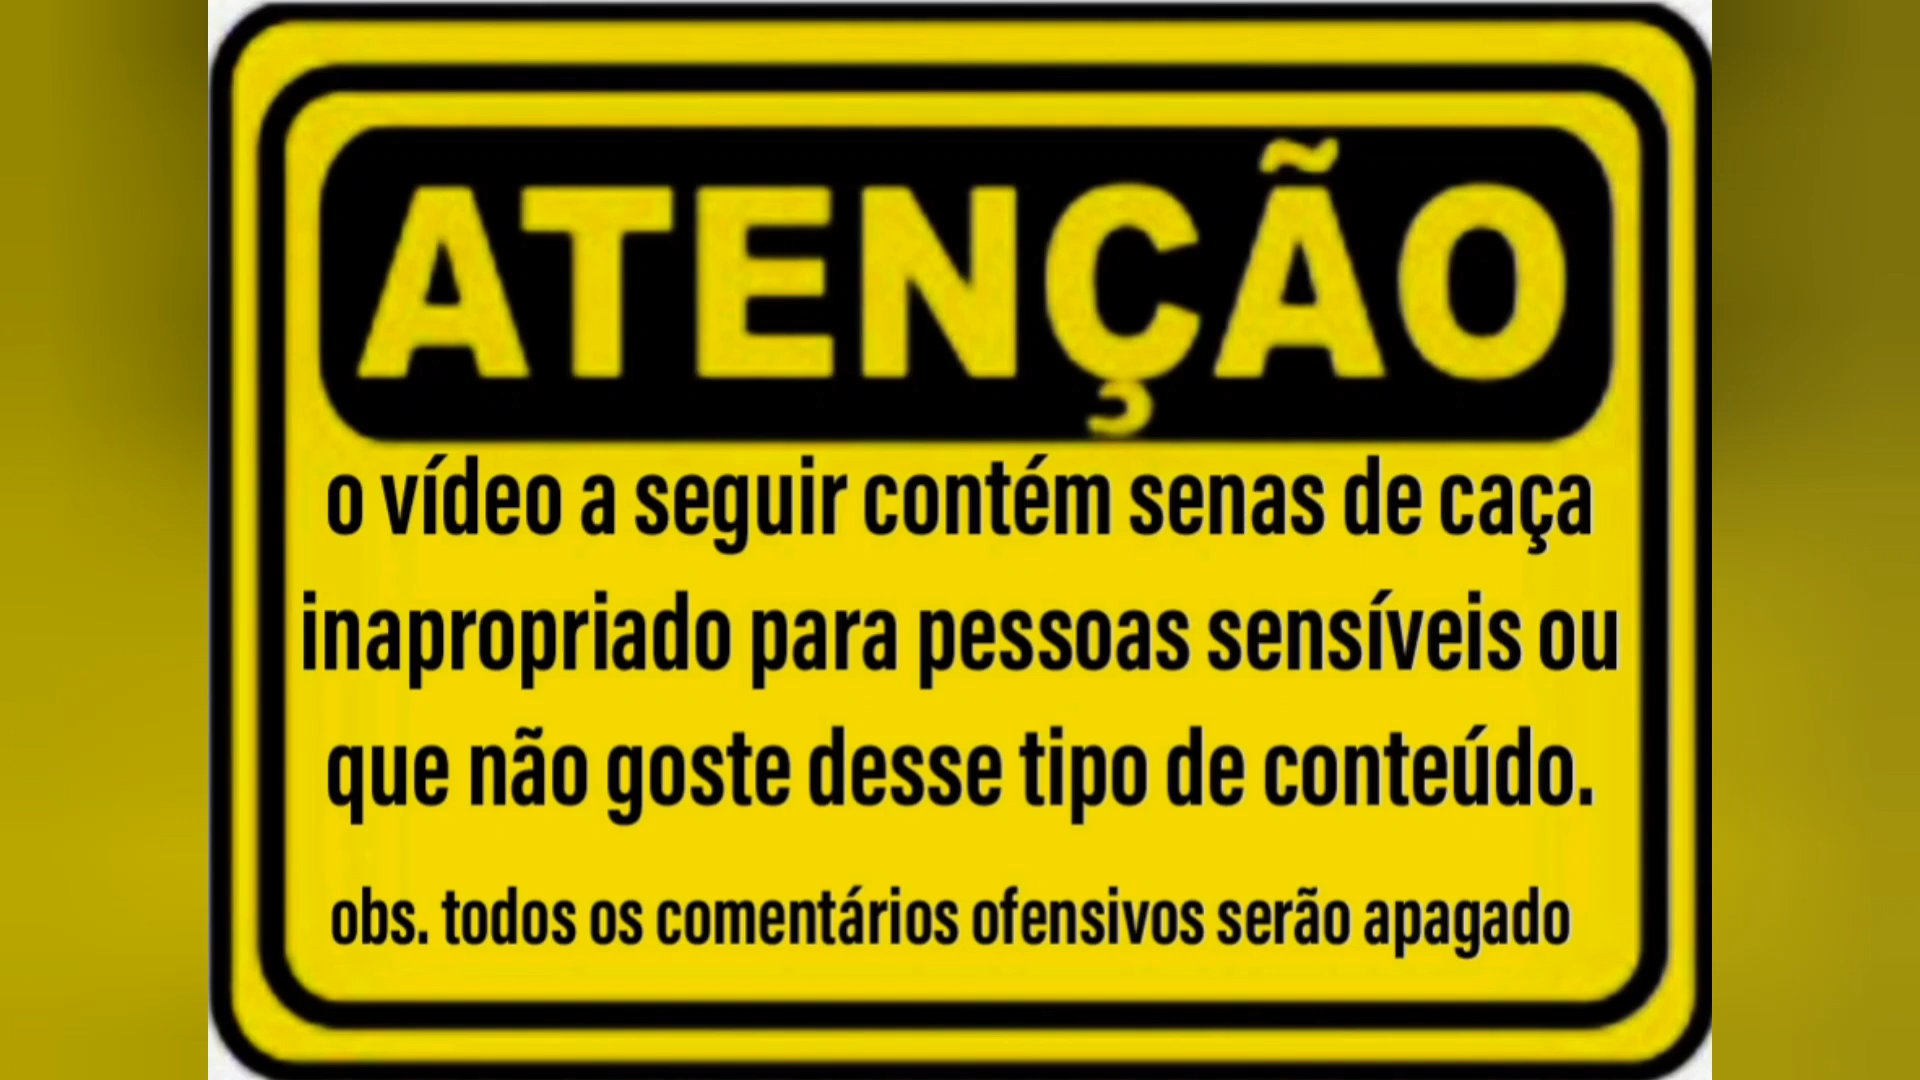 ATENÇÃO
o vídeo a seguir contém senas de caça
inapropriado para pessoas sensíveis ou
que não goste desse tipo de conteúdo.
obs. todos os comentários ofensivos serão apagado